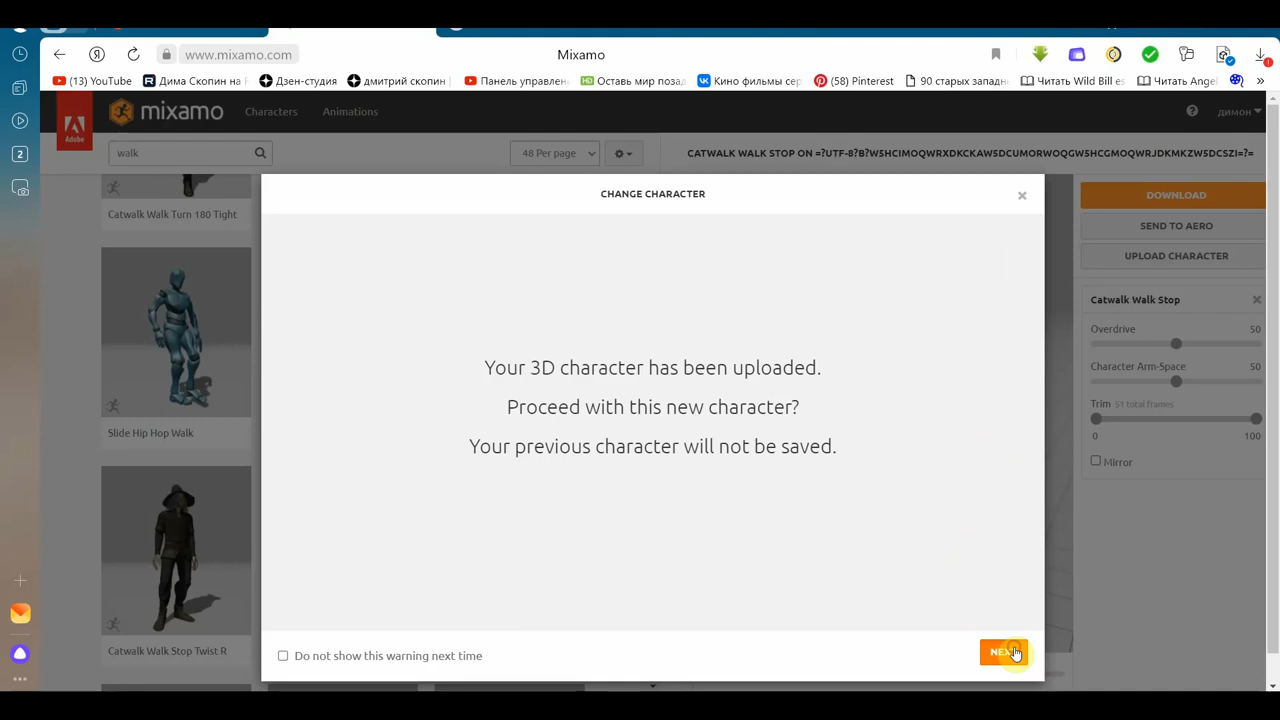 www.mixamo.com
Mixamo
(13) YouTube
Дима Скопин на R
Дзен-студия
дмитрий скопин
Панель управлен
Оставь мир позад
Кино фильмы сер
(58) Pinterest
90 старых западн
Читать Wild Bill es
Читать Angel
»
2
Adobe
mixamo
Characters
Animations
димон
walk
48 Per page
CATWALK WALK STOP ON =?UTF-8?B?W5HCIMOQWRXDKCKAW5DCUMORWOQGW5HCGMOQWRJDKMKZW5DCSZI=?=
Catwalk Walk Turn 180 Tight
CHANGE CHARACTER
×
DOWNLOAD
SEND TO AERO
UPLOAD CHARACTER
Catwalk Walk Stop
Overdrive 50
Character Arm-Space 50
Trim 51 total frames
0 100
Mirror
Your 3D character has been uploaded.
Proceed with this new character?
Your previous character will not be saved.
Slide Hip Hop Walk
Catwalk Walk Stop Twist R
Do not show this warning next time